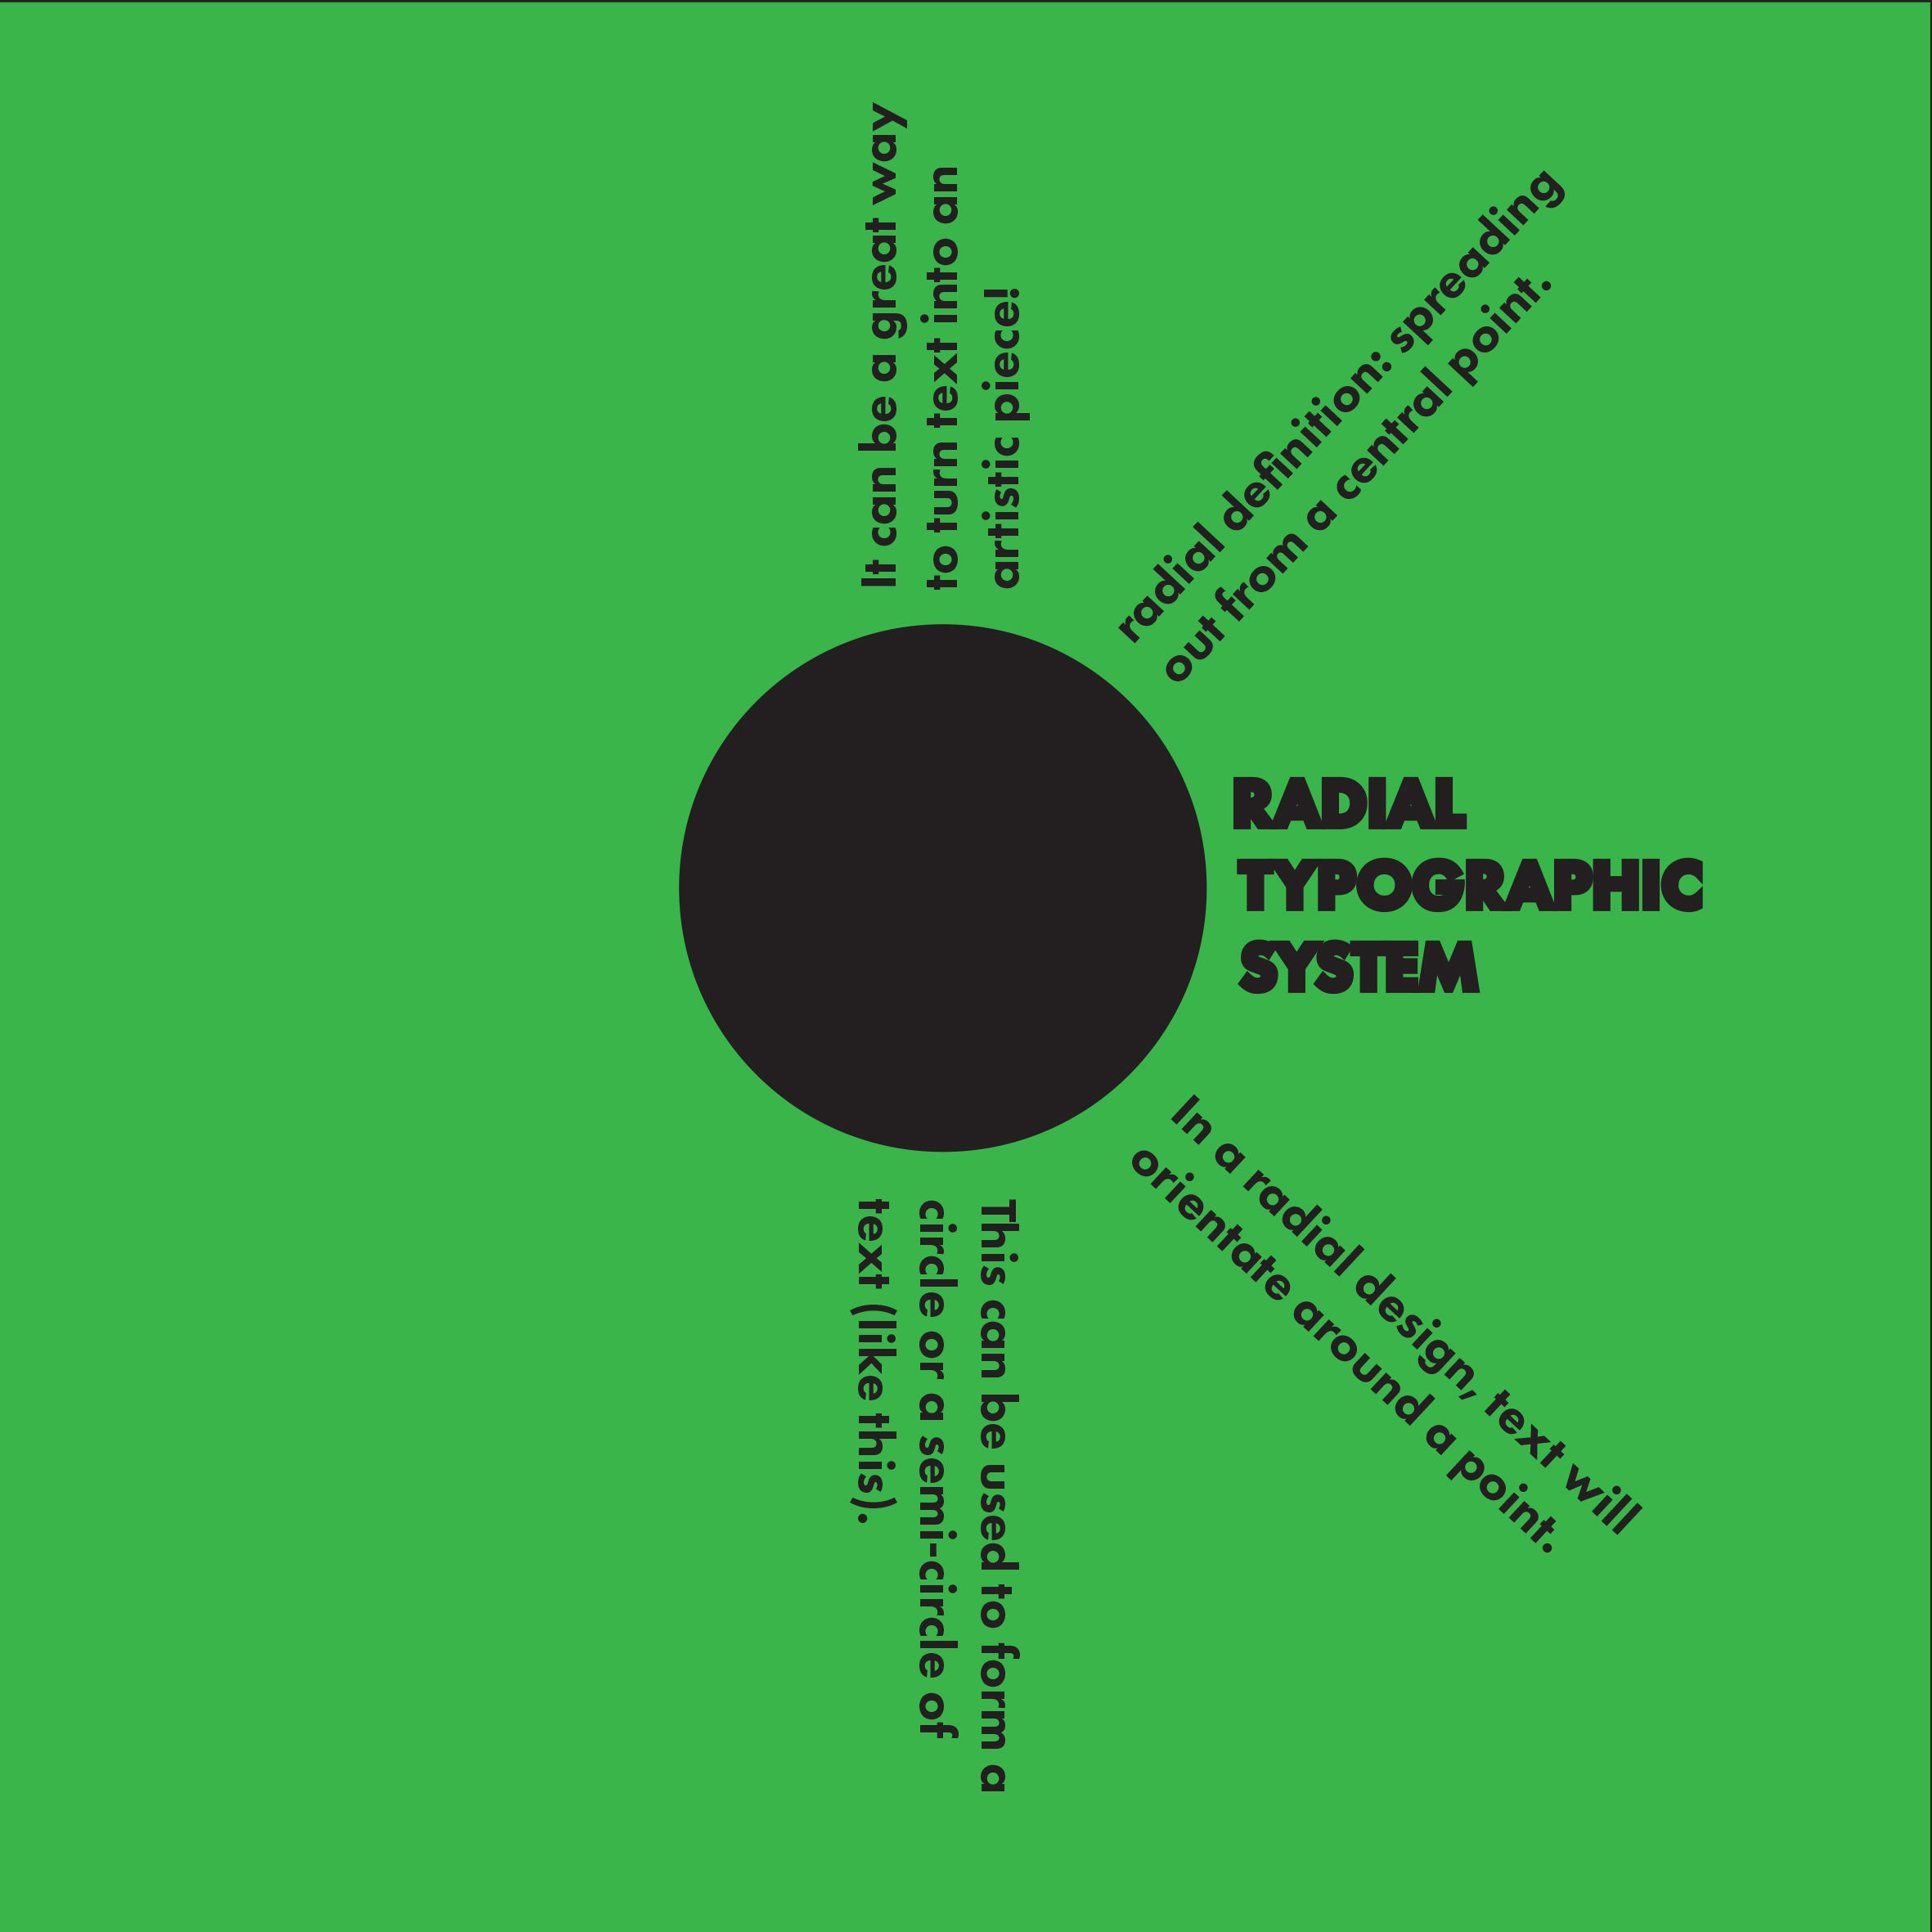 It can be a great way
to turn text into an
artistic piece!
radial definition: spreading
out from a central point.
RADIAL
TYPOGRAPHIC
SYSTEM
In a radial design, text will
orientate around a point.
This can be used to form a
circle or a semi-circle of
text (like this).